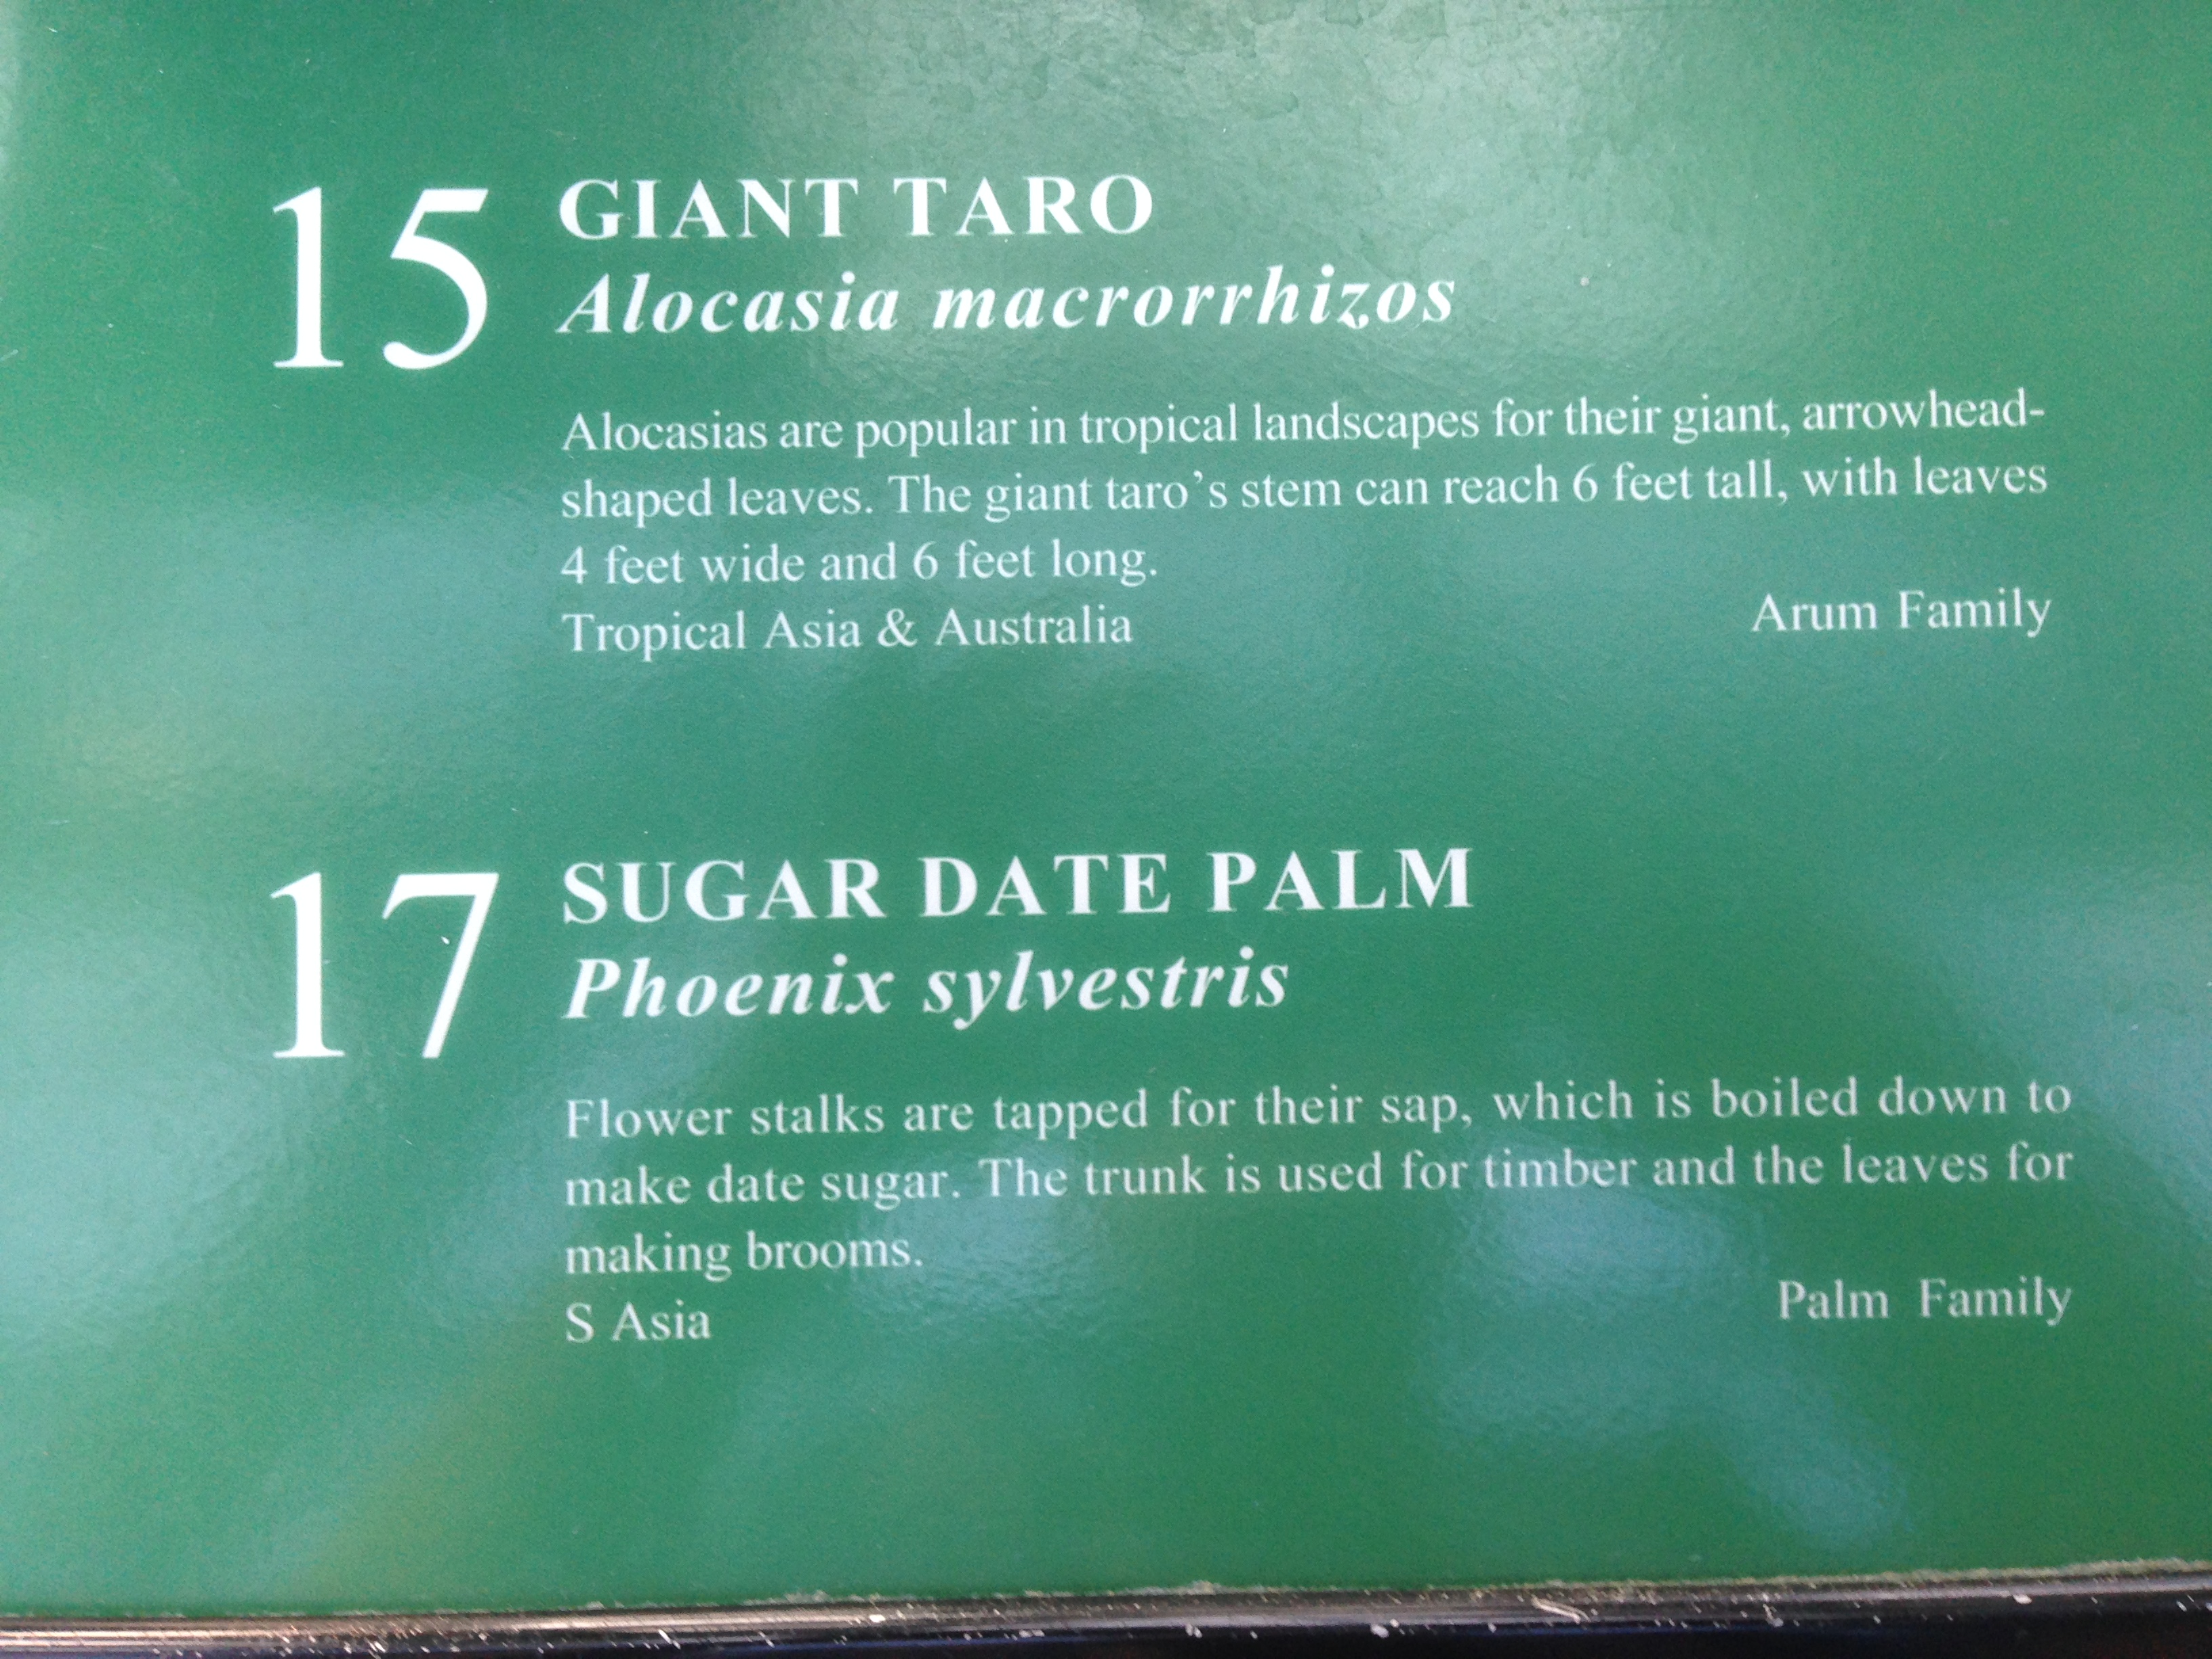 15 GIANT TARO
Alocasia macrorrhizos
Alocasias are popular in tropical landscapes for their giant, arrowhead-
shaped leaves. The giant taro's stem can reach 6 feet tall, with leaves
4 feet wide and 6 feet long.
Tropical Asia & Australia Arum Family
17 SUGAR DATE PALM
Phoenix sylvestris
Flower stalks are tapped for their sap, which is boiled down to
make date sugar. The trunk is used for timber and the leaves for
making brooms.
S Asia Palm Family